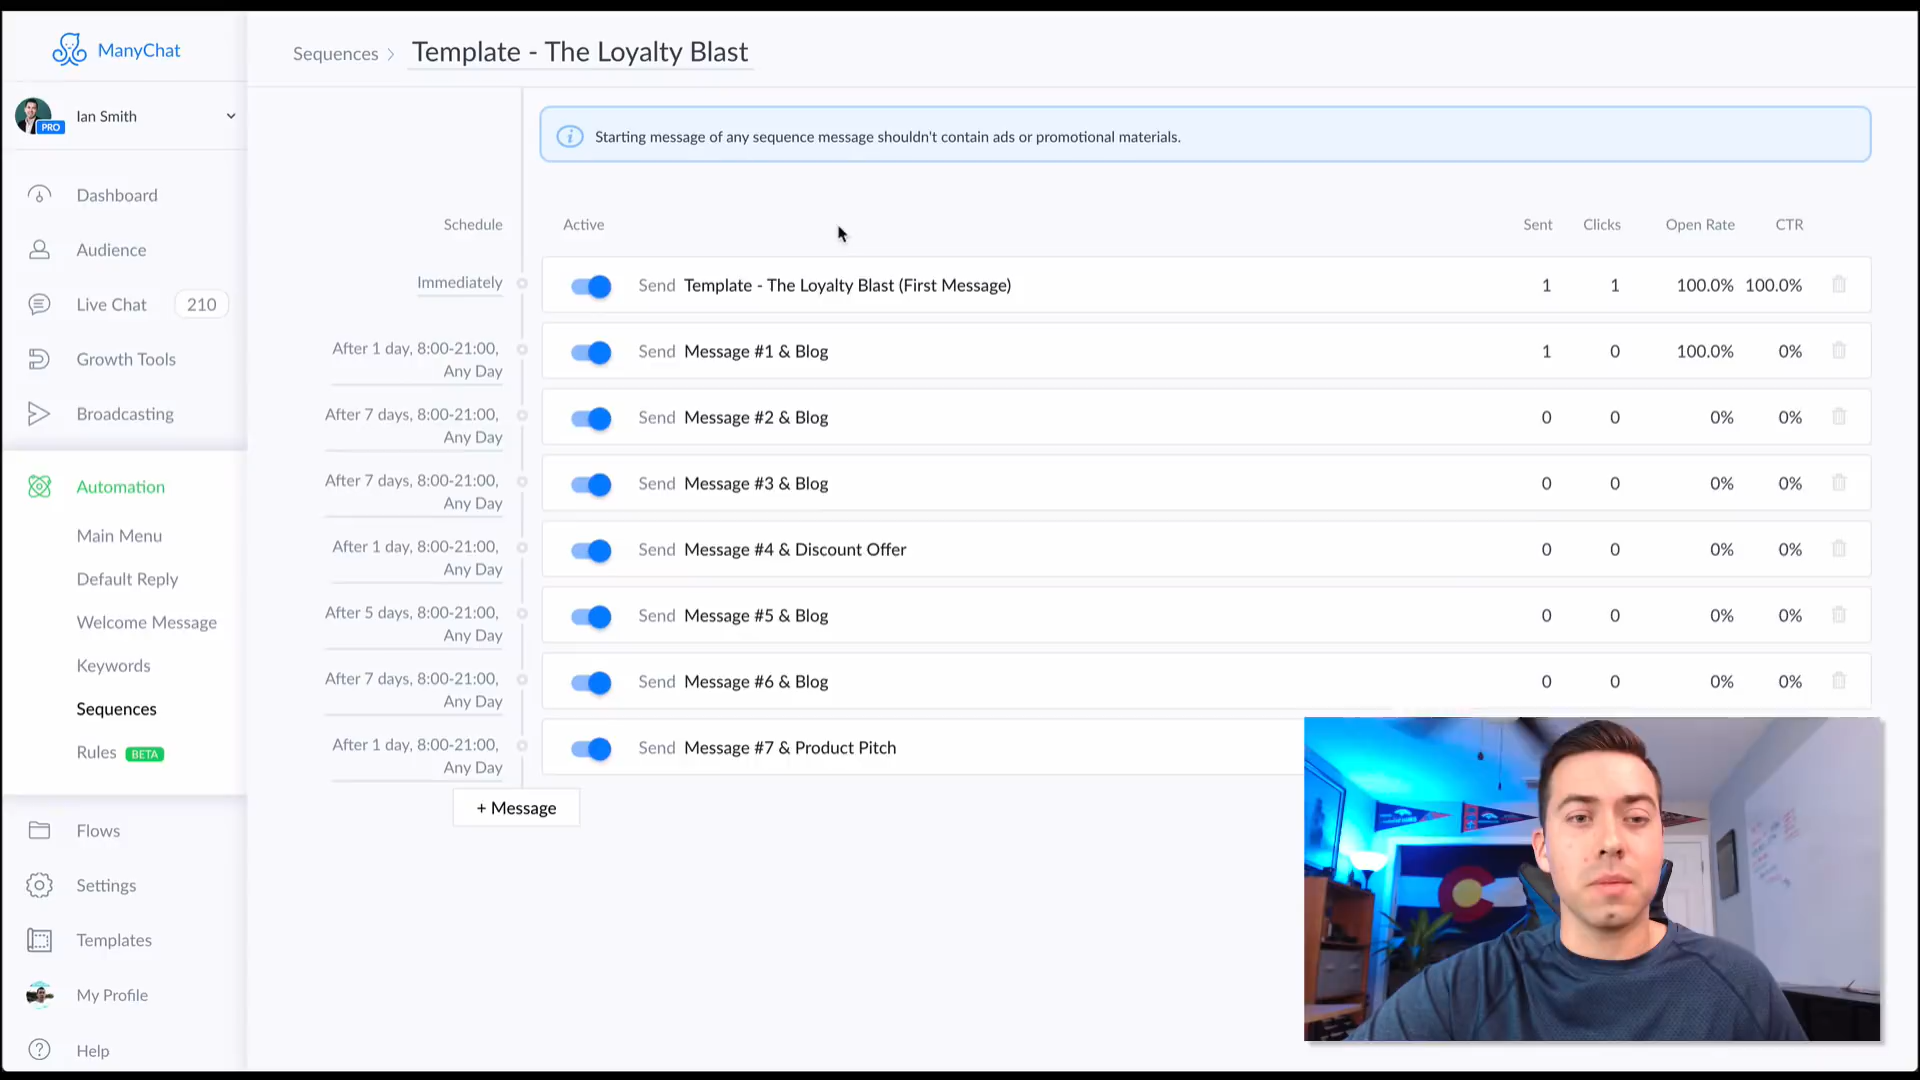 ManyChat
Sequences
Template - The Loyalty Blast
PRO
Ian Smith
Starting message of any sequence message shouldn't contain ads or promotional materials.
Dashboard
Audience
Live Chat 210
Growth Tools
Broadcasting
Automation
Main Menu
Default Reply
Welcome Message
Keywords
Sequences
Rules BETA
Flows
Settings
Templates
My Profile
Help
Schedule Active Sent Clicks Open Rate CTR
Immediately Send Template - The Loyalty Blast (First Message) 1 1 100.0% 100.0%
After 1 day, 8:00-21:00,
Any Day
Send Message #1 & Blog 1 0 100.0% 0%
After 7 days, 8:00-21:00,
Any Day
Send Message #2 & Blog 0 0 0% 0%
After 7 days, 8:00-21:00,
Any Day
Send Message #3 & Blog 0 0 0% 0%
After 1 day, 8:00-21:00,
Any Day
Send Message #4 & Discount Offer 0 0 0% 0%
After 5 days, 8:00-21:00,
Any Day
Send Message #5 & Blog 0 0 0% 0%
After 7 days, 8:00-21:00,
Any Day
Send Message #6 & Blog 0 0 0% 0%
After 1 day, 8:00-21:00,
Any Day
Send Message #7 & Product Pitch
+ Message